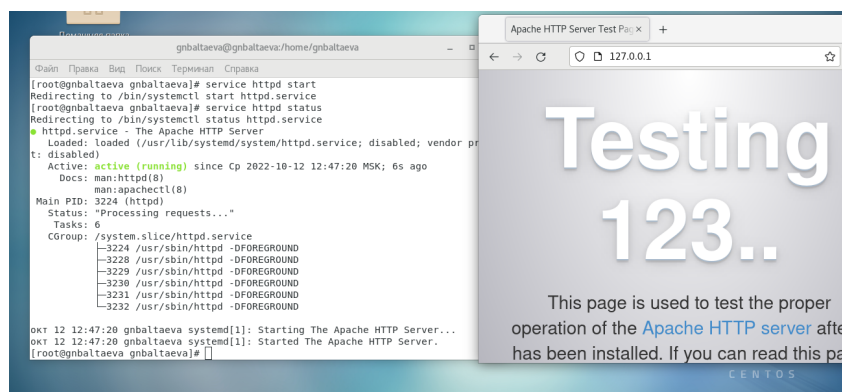 Домашняя папка
gnbaltaeva@gnbaltaeva:/home/gnbaltaeva
Файл Правка Вид Поиск Терминал Справка
[root@gnbaltaeva gnbaltaeva]# service httpd start
Redirecting to /bin/systemctl start httpd.service
[root@gnbaltaeva gnbaltaeva]# service httpd status
Redirecting to /bin/systemctl status httpd.service
● httpd.service - The Apache HTTP Server
Loaded: loaded (/usr/lib/systemd/system/httpd.service; disabled; vendor pr
t: disabled)
Active: active (running) since Ср 2022-10-12 12:47:20 MSK; 6s ago
Docs: man:httpd(8)
man:apachectl(8)
Main PID: 3224 (httpd)
Status: "Processing requests..."
Tasks: 6
CGroup: /system.slice/httpd.service
├─3224 /usr/sbin/httpd -DFOREGROUND
├─3228 /usr/sbin/httpd -DFOREGROUND
├─3229 /usr/sbin/httpd -DFOREGROUND
├─3230 /usr/sbin/httpd -DFOREGROUND
├─3231 /usr/sbin/httpd -DFOREGROUND
└─3232 /usr/sbin/httpd -DFOREGROUND
окт 12 12:47:20 gnbaltaeva systemd[1]: Starting The Apache HTTP Server...
окт 12 12:47:20 gnbaltaeva systemd[1]: Started The Apache HTTP Server.
[root@gnbaltaeva gnbaltaeva]#
Apache HTTP Server Test Pag
127.0.0.1
Testing
123..
This page is used to test the proper
operation of the Apache HTTP server afte
has been installed. If you can read this pa
CENTOS